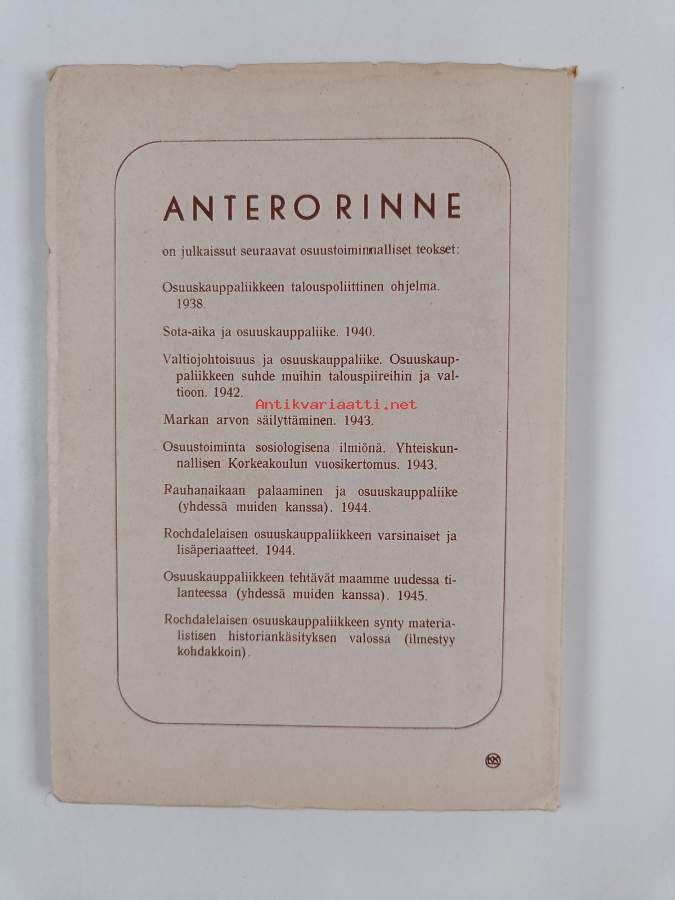 ANTERO RINNE
on julkaissut seuraavat osuustoiminnalliset teokset:
Osuuskauppaliikkeen talouspoliittinen ohjelma.
1938.
Sota-aika ja osuuskauppaliike. 1940.
Valtiojohtoisuus ja osuuskauppaliike. Osuuskaup-
paliikkeen suhde muihin talouspiireihin ja val-
tioon. 1942.
Antikvariaatti.net
Markan arvon säilyttäminen. 1943.
Osuustoiminta sosiologisena ilmiönä. Yhteiskun-
nallisen Korkeakoulun vuosikertomus. 1943.
Rauhanaikaan palaaminen ja osuuskauppaliike
(yhdessä muiden kanssa). 1944.
Rochdalelaisen osuuskauppaliikkeen varsinaiset ja
lisäperiaatteet. 1944.
Osuuskauppaliikkeen tehtävät maamme uudessa ti-
lanteessa (yhdessä muiden kanssa). 1945.
Rochdalelaisen osuuskauppaliikkeen synty materia-
listisen historiankäsityksen valossa (ilmestyy
kohdakkoin).